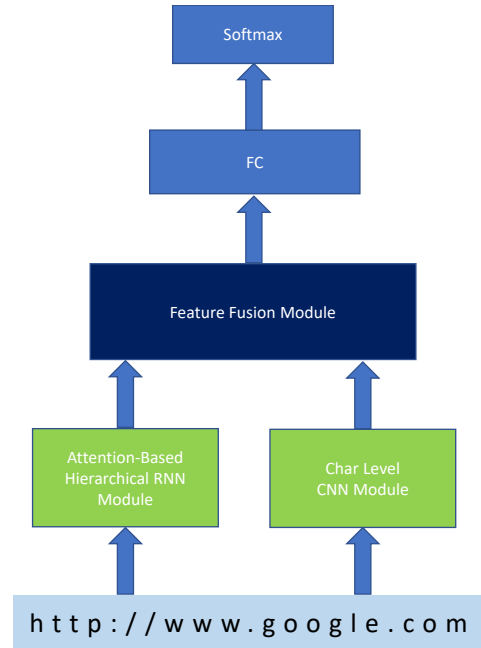 Softmax
FC
Feature Fusion Module
Attention-Based
Hierarchical RNN
Module
Char Level
CNN Module
http://www.google.com